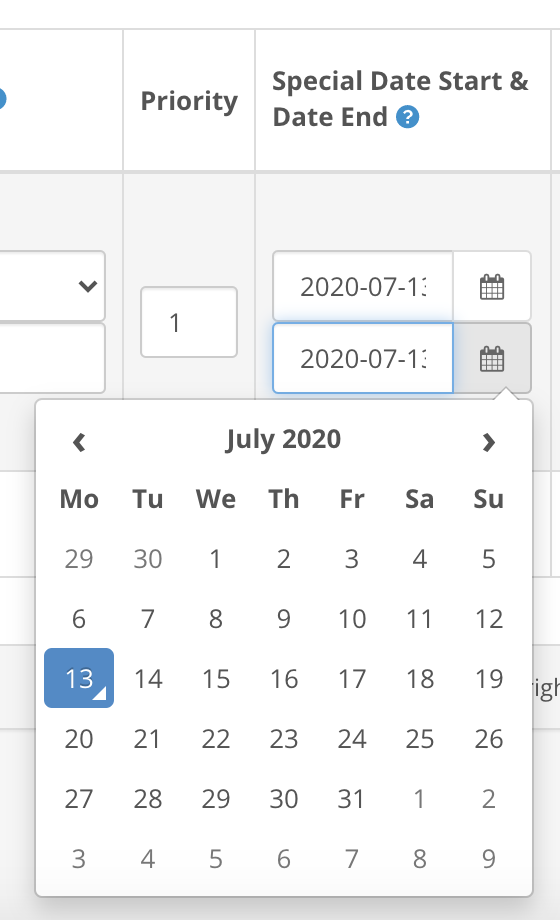 Priority
Special Date Start &
Date End ?
2020-07-13
1
2020-07-13
‹ July 2020 ›
Mo Tu We Th Fr Sa Su
29 30 1 2 3 4 5
6 7 8 9 10 11 12
13 14 15 16 17 18 19
20 21 22 23 24 25 26
27 28 29 30 31 1 2
3 4 5 6 7 8 9